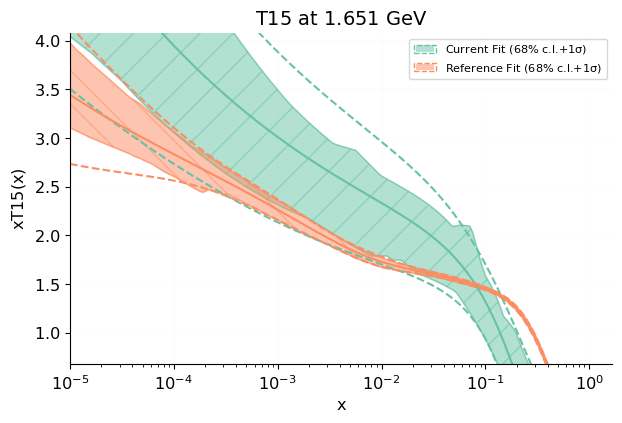 T15 at 1.651 GeV
Current Fit (68% c.l.+1σ)
Reference Fit (68% c.l.+1σ)
xT15(x)
4.0
3.5
3.0
2.5
2.0
1.5
1.0
10⁻⁵ 10⁻⁴ 10⁻³ 10⁻² 10⁻¹ 10⁰
x